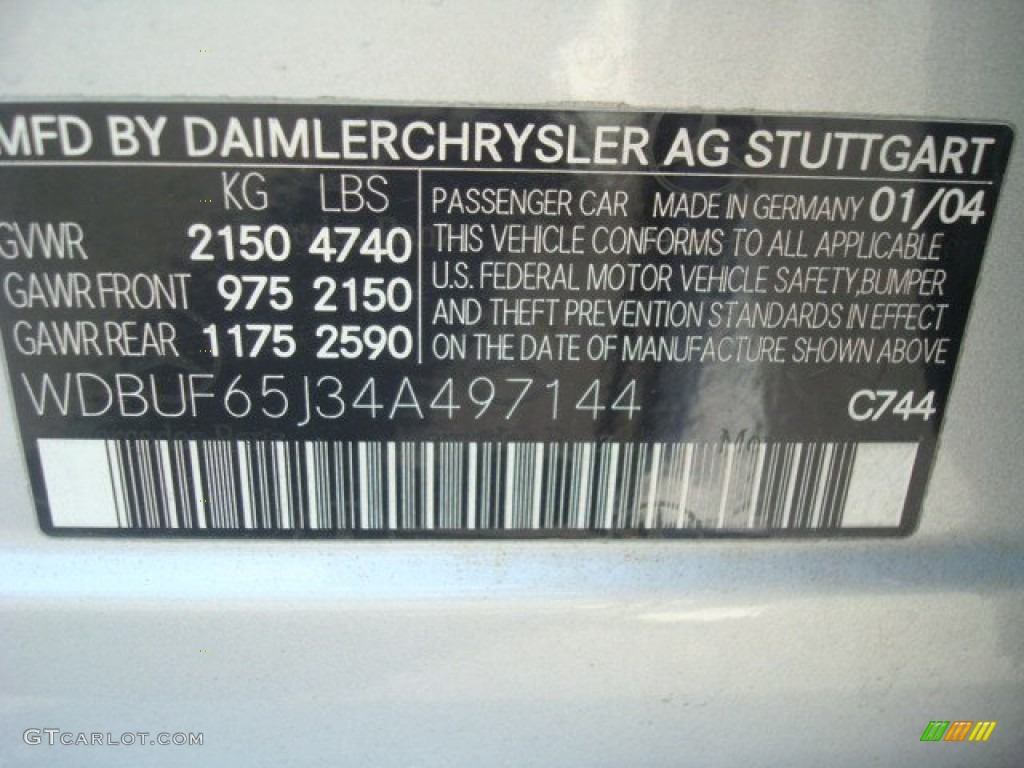 MFD BY DAIMLERCHRYSLER AG STUTTGART
KG LBS
GVWR 2150 4740
GAWR FRONT 975 2150
GAWR REAR 1175 2590
PASSENGER CAR MADE IN GERMANY 01/04
THIS VEHICLE CONFORMS TO ALL APPLICABLE
U.S. FEDERAL MOTOR VEHICLE SAFETY,BUMPER
AND THEFT PREVENTION STANDARDS IN EFFECT
ON THE DATE OF MANUFACTURE SHOWN ABOVE
WDBUF65J34A497144 C744
GTCARLOT.COM